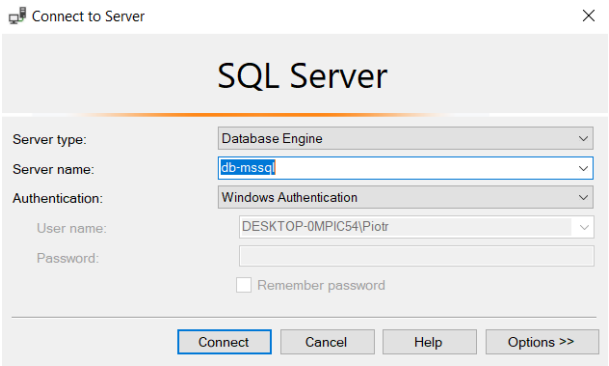 Connect to Server
SQL Server
Server type: Database Engine
Server name: db-mssql
Authentication: Windows Authentication
User name: DESKTOP-0MPIC54\Piotr
Password:
Remember password
Connect Cancel Help Options >>